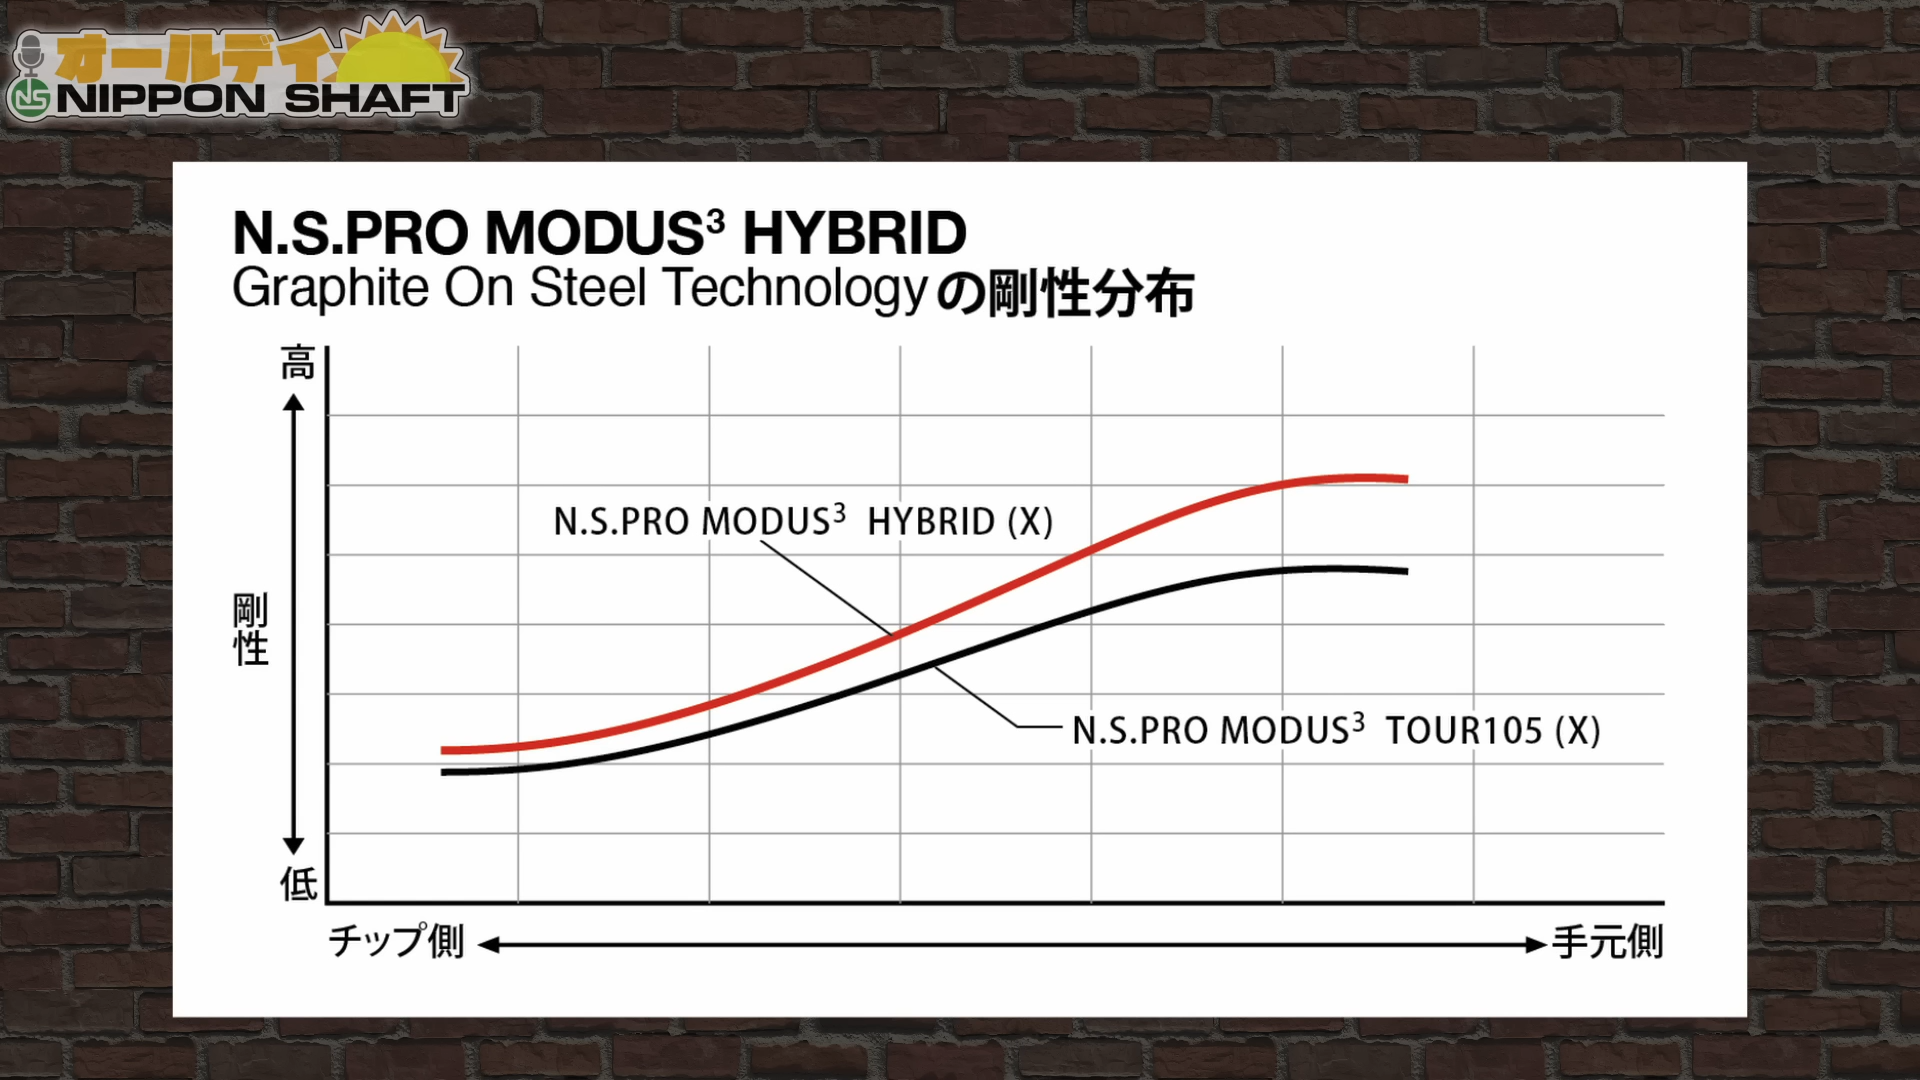 オールデイ
NS NIPPON SHAFT
N.S.PRO MODUS³ HYBRID
Graphite On Steel Technologyの剛性分布
高
N.S.PRO MODUS³ HYBRID (X)
剛性
N.S.PRO MODUS³ TOUR105 (X)
低
チップ側
手元側